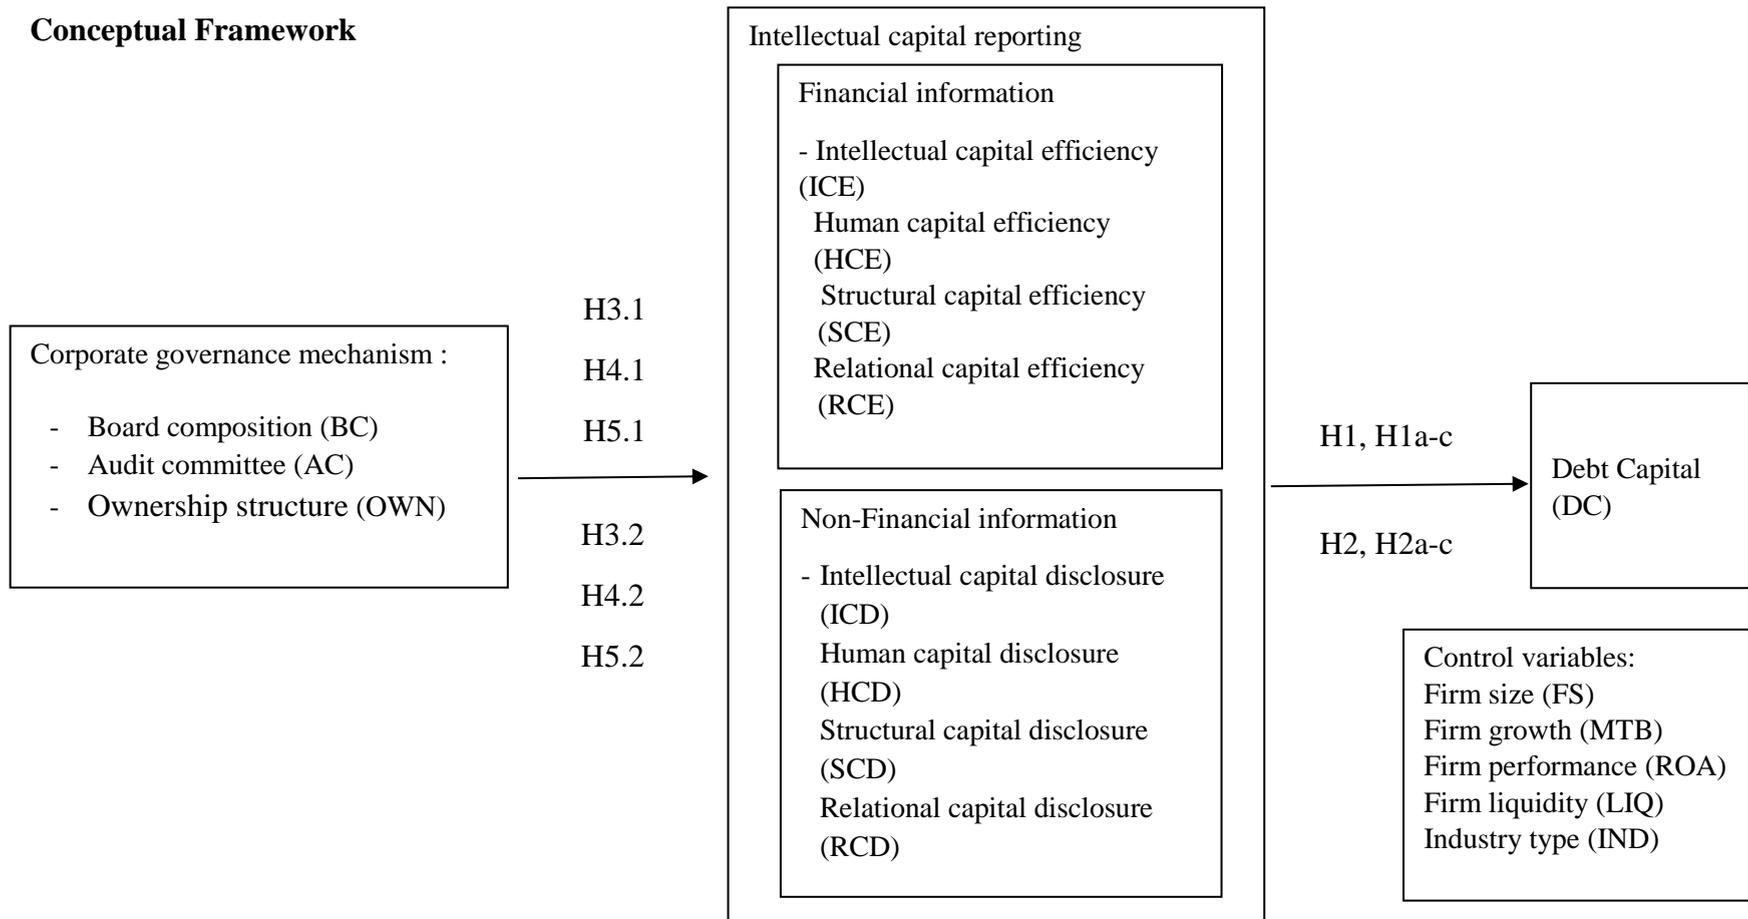 Conceptual Framework
Corporate governance mechanism :
- Board composition (BC)
- Audit committee (AC)
- Ownership structure (OWN)
H3.1
H4.1
H5.1
H3.2
H4.2
H5.2
Intellectual capital reporting
Financial information
- Intellectual capital efficiency
(ICE)
Human capital efficiency
(HCE)
Structural capital efficiency
(SCE)
Relational capital efficiency
(RCE)
Non-Financial information
- Intellectual capital disclosure
(ICD)
Human capital disclosure
(HCD)
Structural capital disclosure
(SCD)
Relational capital disclosure
(RCD)
H1, H1a-c
H2, H2a-c
Debt Capital
(DC)
Control variables:
Firm size (FS)
Firm growth (MTB)
Firm performance (ROA)
Firm liquidity (LIQ)
Industry type (IND)